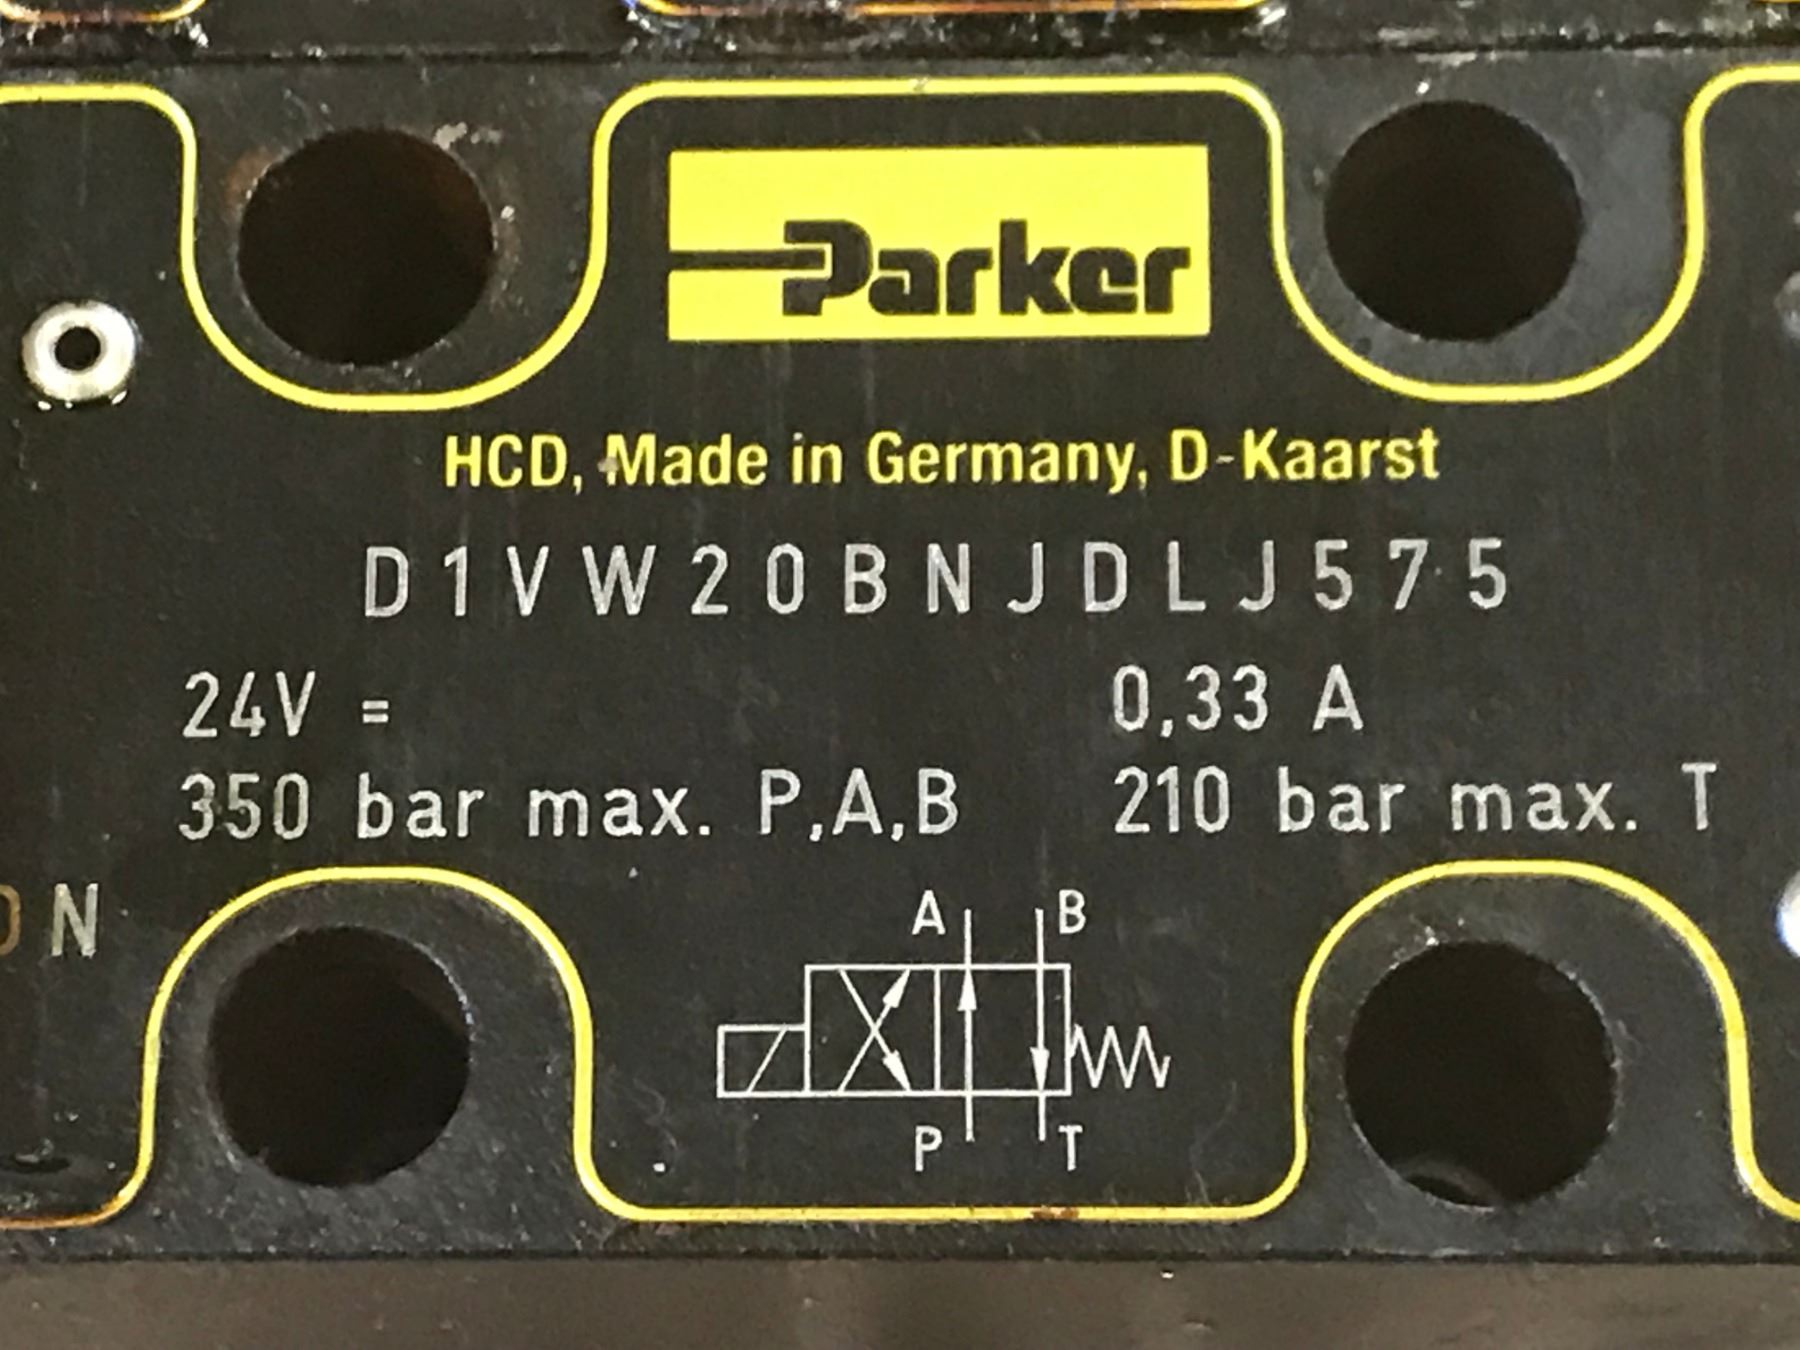 Parker
HCD, Made in Germany, D-Kaarst
D1VW20BNJDLJ575
24V = 0,33 A
350 bar max. P,A,B 210 bar max. T
N
A B
P T